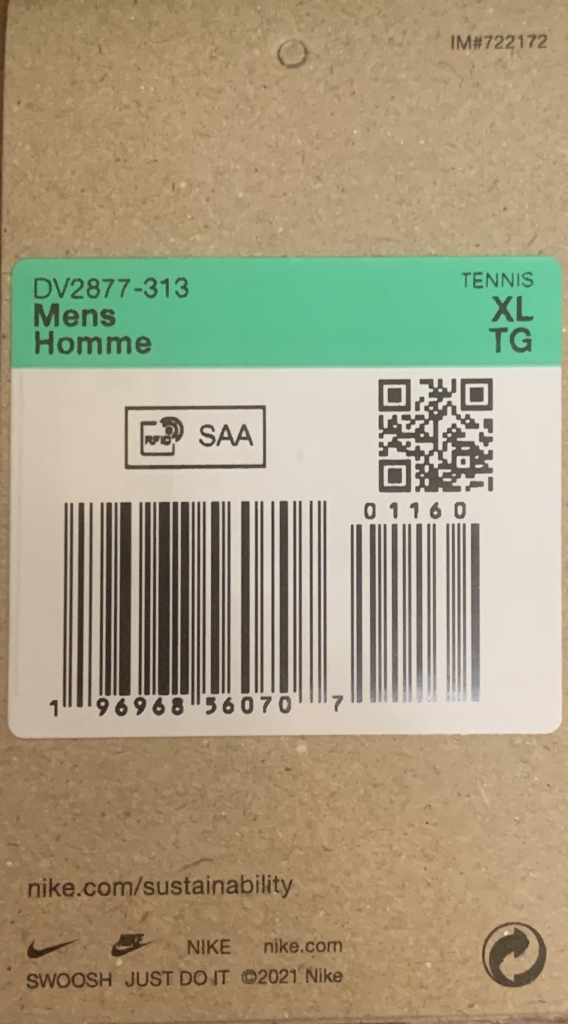 IM#722172
DV2877-313
Mens
Homme
TENNIS
XL
TG
RFID SAA
01160
1 96968 56070 7
nike.com/sustainability
NIKE nike.com
SWOOSH JUST DO IT ©2021 Nike